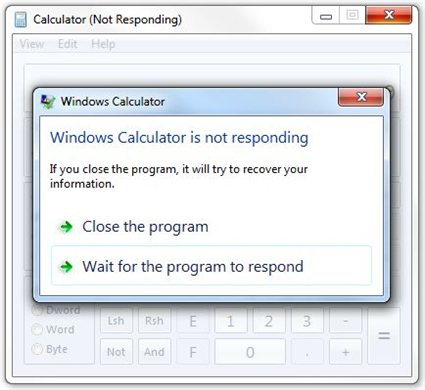 Calculator (Not Responding)
View Edit Help
Windows Calculator
Windows Calculator is not responding
If you close the program, it will try to recover your
information.
Close the program
Wait for the program to respond
Dword
Word
Byte
Lsh Rsh E 1 2 3 -
Not And F 0 . + =